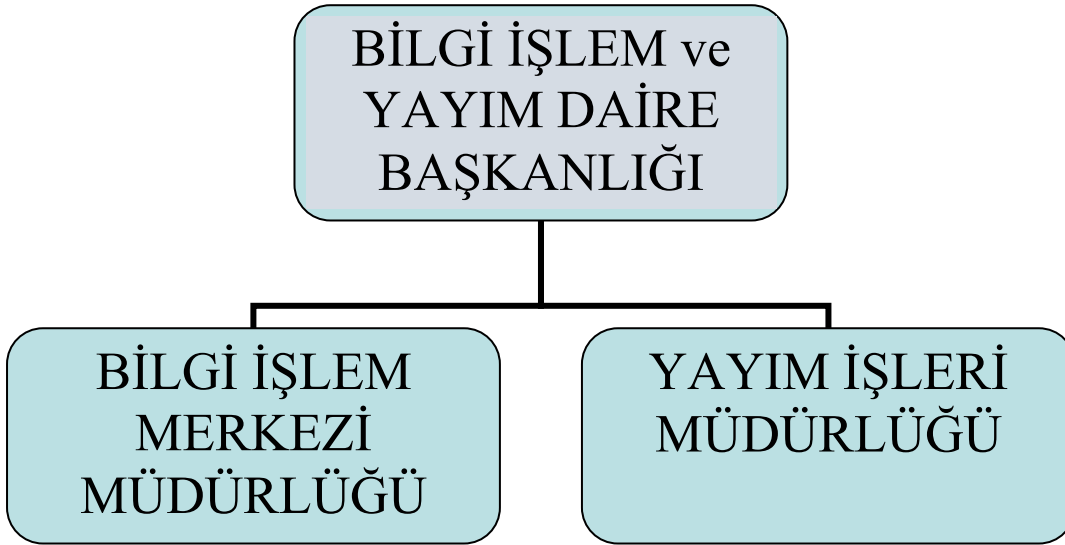 BİLGİ İŞLEM ve
YAYIM DAİRE
BAŞKANLIĞI
BİLGİ İŞLEM
MERKEZİ
MÜDÜRLÜĞÜ
YAYIM İŞLERİ
MÜDÜRLÜĞÜ